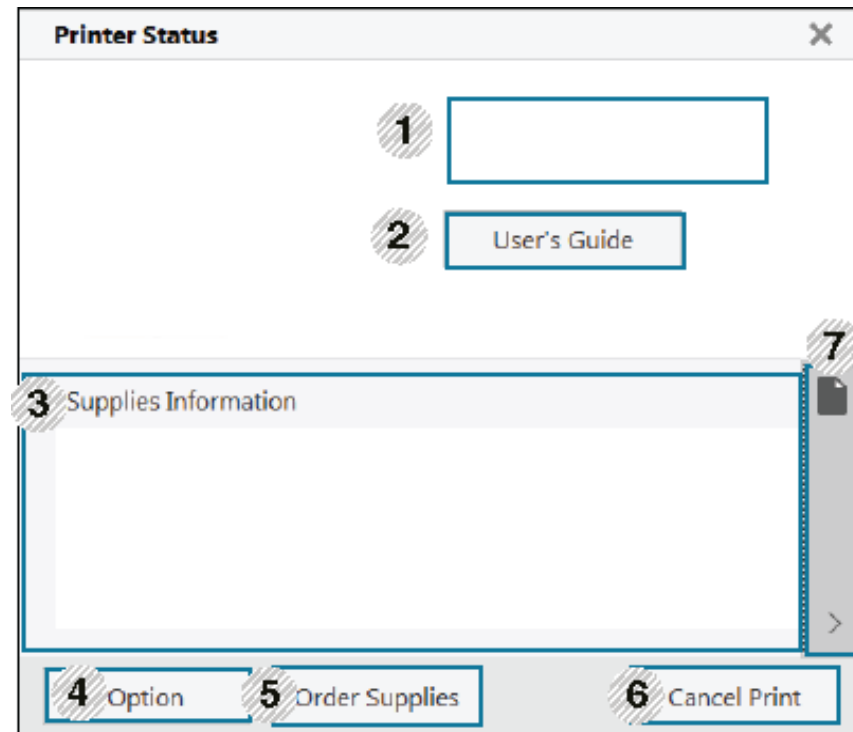 Printer Status
1
2 User's Guide
7
3 Supplies Information
4 Option 5 Order Supplies 6 Cancel Print